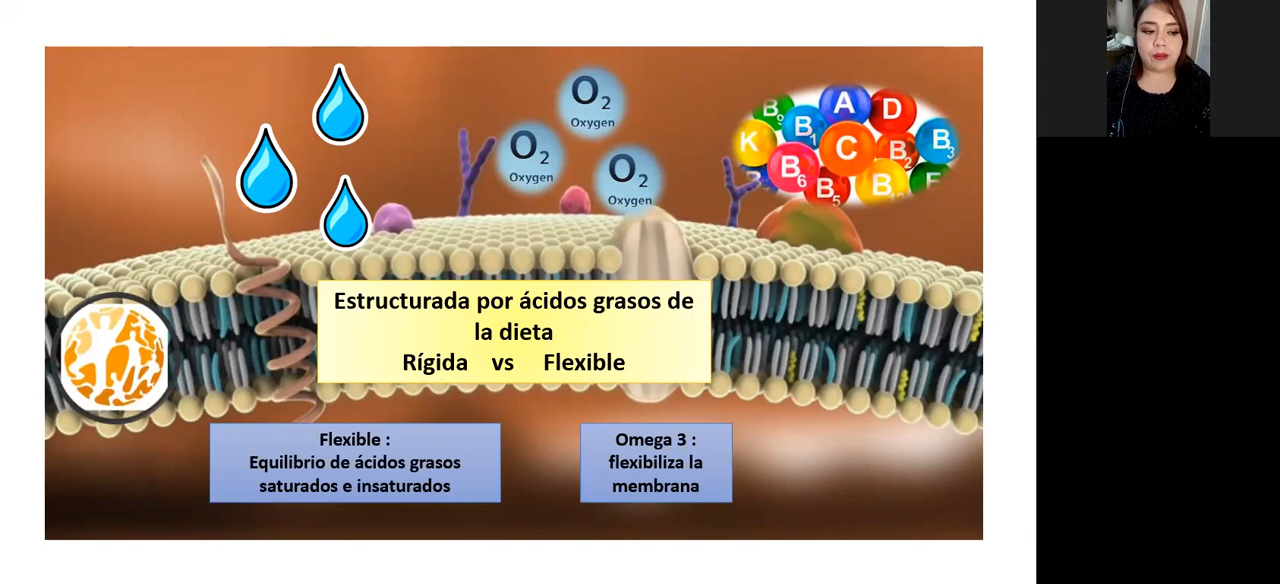 O2
Oxygen
O2
Oxygen
O2
Oxygen
B9
A
D
K
B1
C
B2
B3
B6
B5
Estructurada por ácidos grasos de
la dieta
Rígida vs Flexible
Flexible :
Equilibrio de ácidos grasos
saturados e insaturados
Omega 3 :
flexibiliza la
membrana